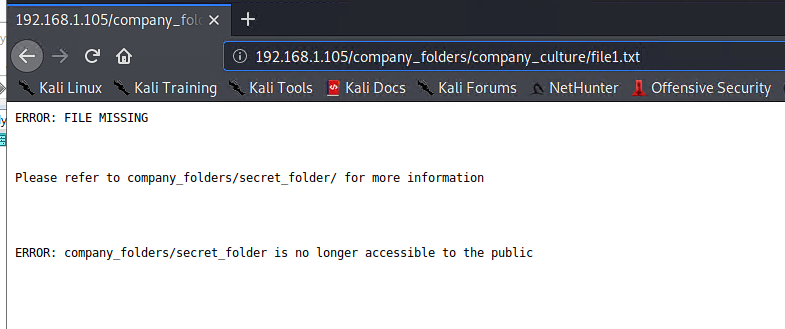 192.168.1.105/company_fol
192.168.1.105/company_folders/company_culture/file1.txt
Kali Linux Kali Training Kali Tools Kali Docs Kali Forums NetHunter Offensive Security
ERROR: FILE MISSING
Please refer to company_folders/secret_folder/ for more information
ERROR: company_folders/secret_folder is no longer accessible to the public